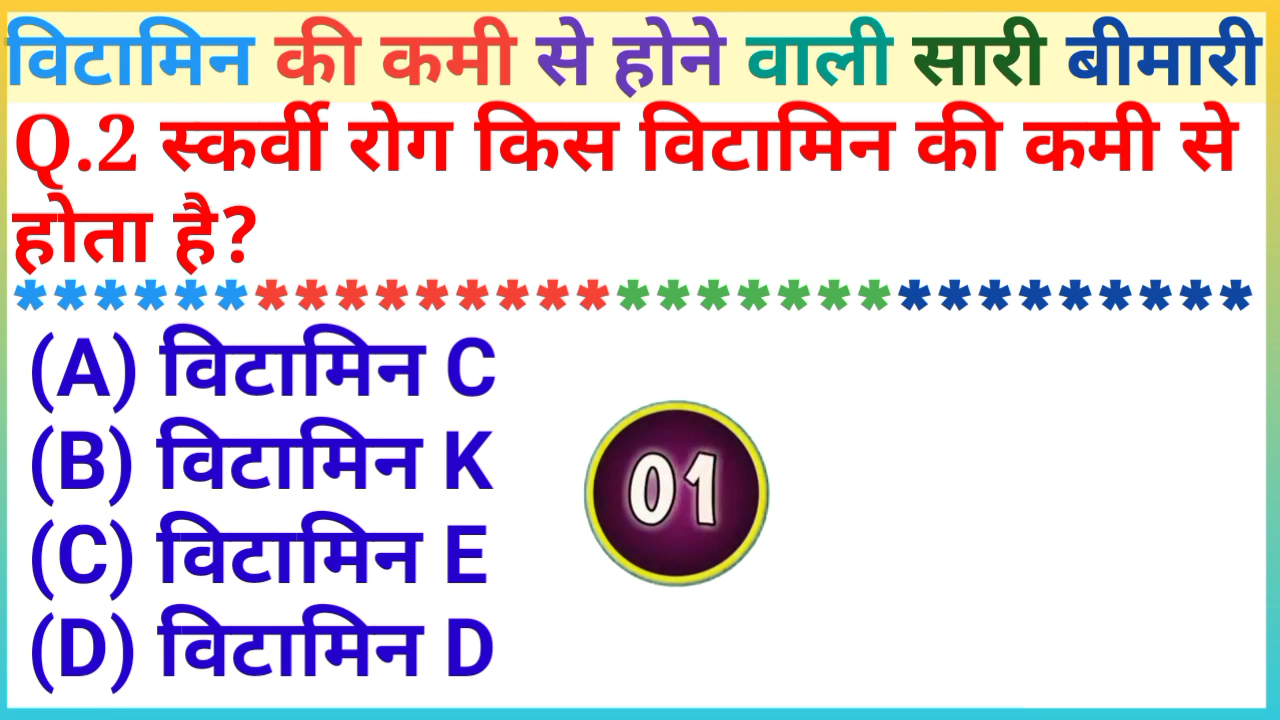 विटामिन की कमी से होने वाली सारी बीमारी
Q.2 स्कर्वी रोग किस विटामिन की कमी से
होता है?
*******************************
(A) विटामिन C
(B) विटामिन K
(C) विटामिन E
(D) विटामिन D
01